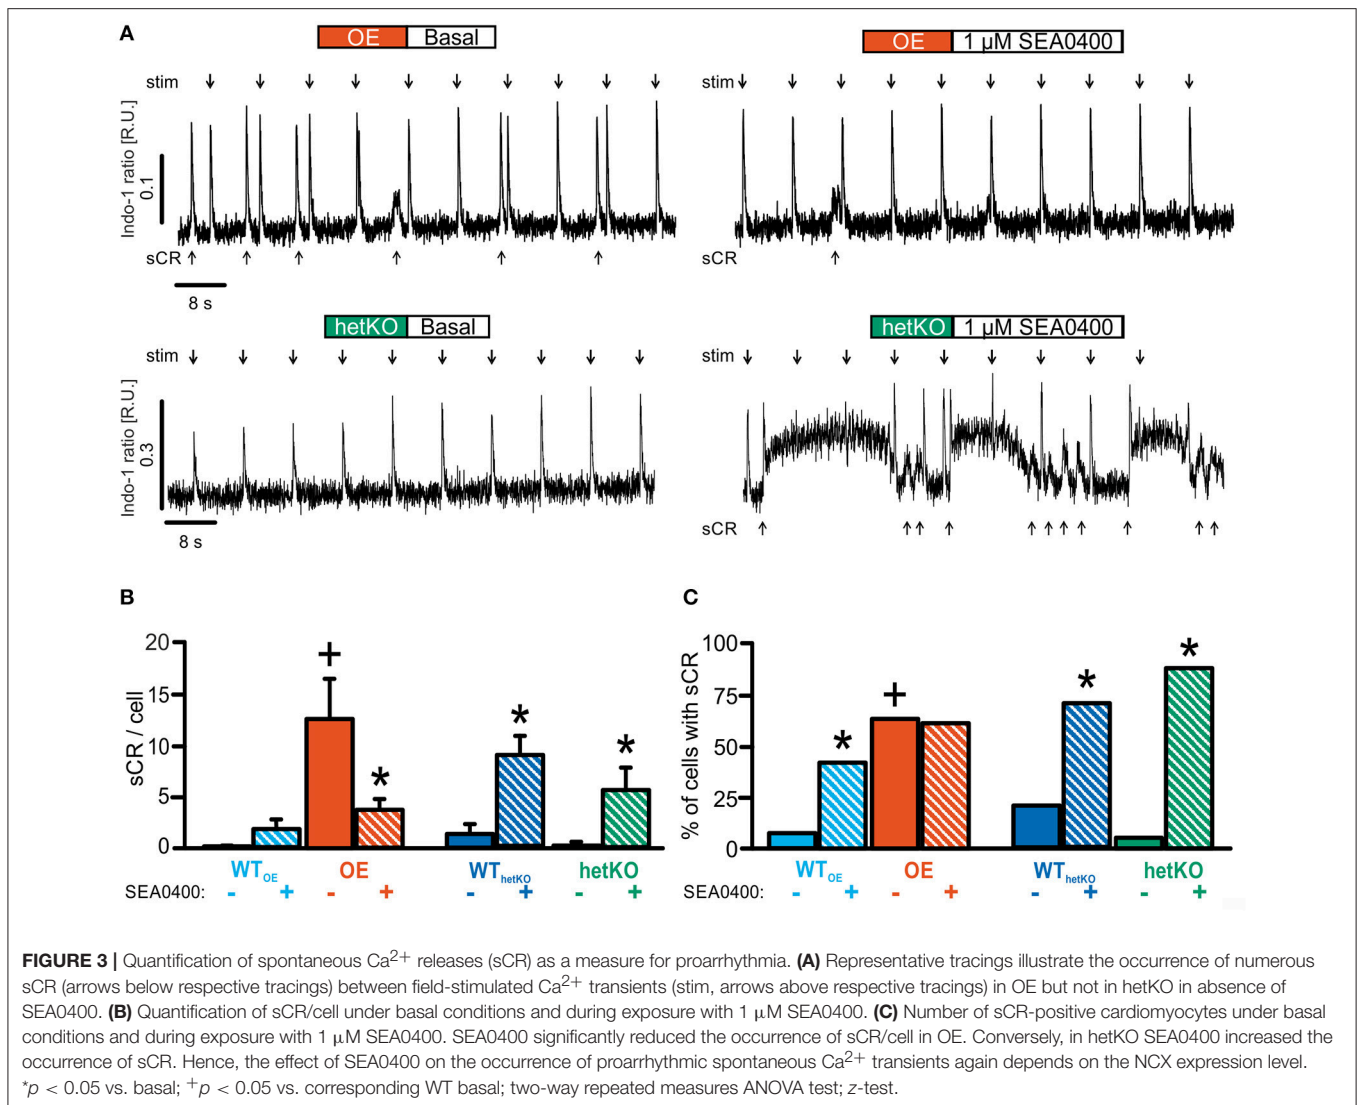 A
OE Basal
OE 1 µM SEA0400
stim
stim
Indo-1 ratio [R.U.]
0.1
sCR
sCR
8 s
hetKO Basal
hetKO 1 µM SEA0400
stim
stim
Indo-1 ratio [R.U.]
0.3
sCR
8 s
B
sCR / cell
20
15
10
5
0
+
*
*
*
WT OE
OE
WT hetKO
hetKO
SEA0400: - + - + - + - +
C
% of cells with sCR
100
75
50
25
0
*
+
*
*
WT OE
OE
WT hetKO
hetKO
SEA0400: - + - + - + - +
FIGURE 3 | Quantification of spontaneous Ca²⁺ releases (sCR) as a measure for proarrhythmia. (A) Representative tracings illustrate the occurrence of numerous
sCR (arrows below respective tracings) between field-stimulated Ca²⁺ transients (stim, arrows above respective tracings) in OE but not in hetKO in absence of
SEA0400. (B) Quantification of sCR/cell under basal conditions and during exposure with 1 µM SEA0400. (C) Number of sCR-positive cardiomyocytes under basal
conditions and during exposure with 1 µM SEA0400. SEA0400 significantly reduced the occurrence of sCR/cell in OE. Conversely, in hetKO SEA0400 increased the
occurrence of sCR. Hence, the effect of SEA0400 on the occurrence of proarrhythmic spontaneous Ca²⁺ transients again depends on the NCX expression level.
*p < 0.05 vs. basal; ⁺p < 0.05 vs. corresponding WT basal; two-way repeated measures ANOVA test; z-test.